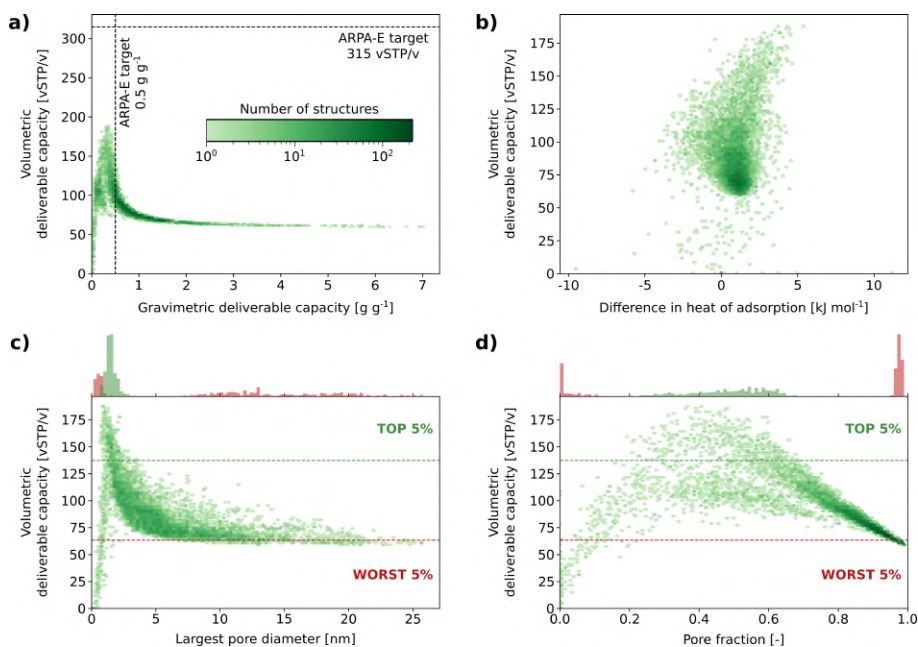 a)
Volumetric
deliverable capacity [vSTP/v]
300
250
200
150
100
50
0
ARPA-E target
0.5 g g⁻¹
ARPA-E target
315 vSTP/v
Number of structures
10⁰ 10¹ 10²
0 1 2 3 4 5 6 7
Gravimetric deliverable capacity [g g⁻¹]
b)
Volumetric
deliverable capacity [vSTP/v]
175
150
125
100
75
50
25
0
-10 -5 0 5 10
Difference in heat of adsorption [kJ mol⁻¹]
c)
Volumetric
deliverable capacity [vSTP/v]
175
150
125
100
75
50
25
0
TOP 5%
WORST 5%
0 5 10 15 20 25
Largest pore diameter [nm]
d)
Volumetric
deliverable capacity [vSTP/v]
175
150
125
100
75
50
25
0
TOP 5%
WORST 5%
0.0 0.2 0.4 0.6 0.8 1.0
Pore fraction [-]